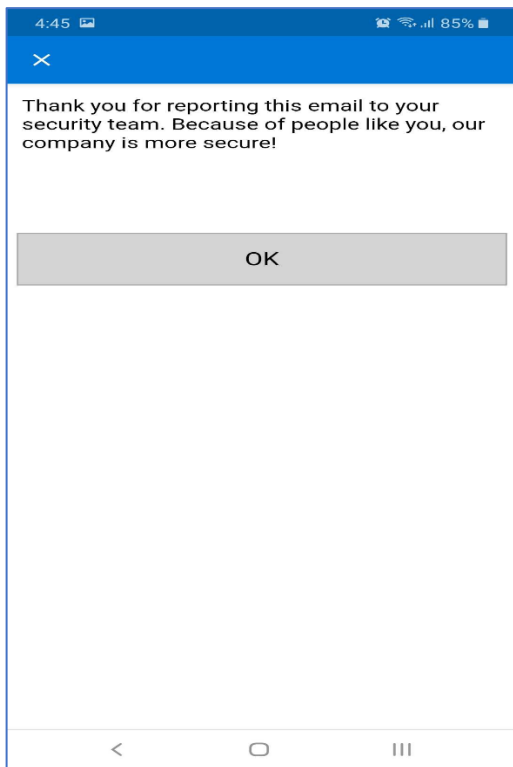 4:45 85%
Thank you for reporting this email to your
security team. Because of people like you, our
company is more secure!
OK